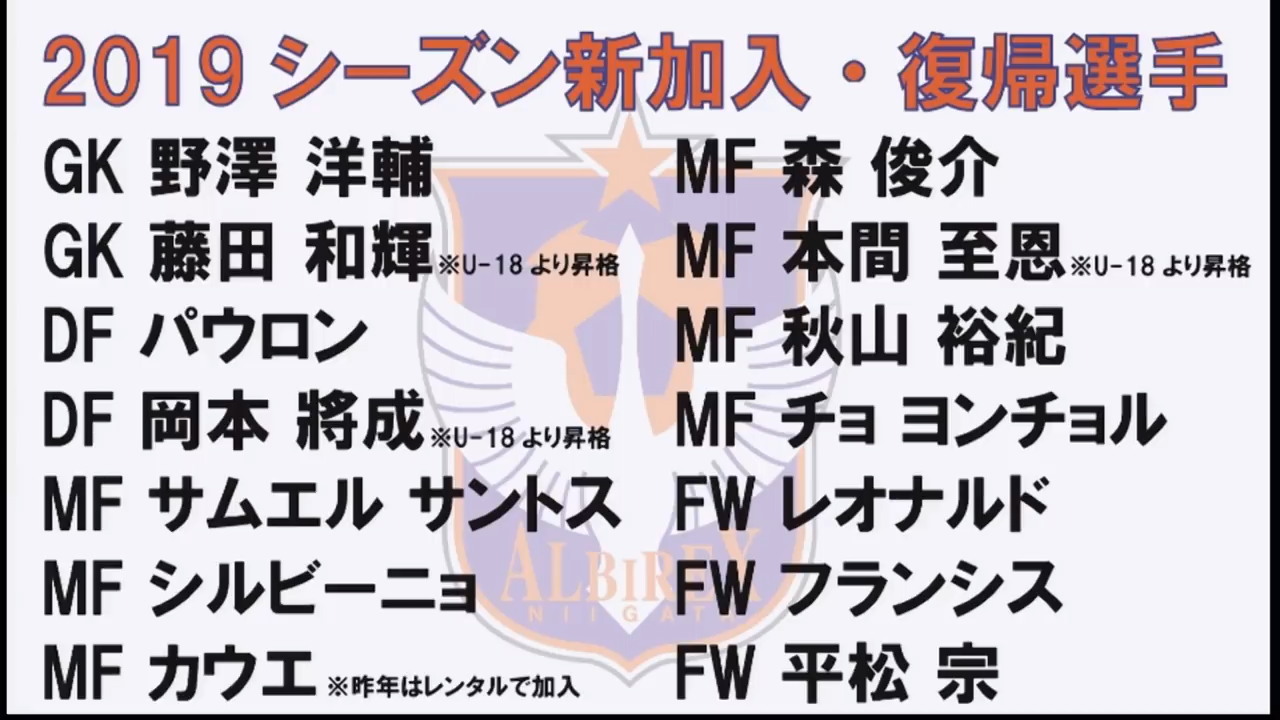 2019シーズン新加入・復帰選手
GK 野澤 洋輔
GK 藤田 和輝※U-18より昇格
DF パウロン
DF 岡本 將成※U-18より昇格
MF サムエル サントス
MF シルビーニョ
MF カウエ※昨年はレンタルで加入
MF 森 俊介
MF 本間 至恩※U-18より昇格
MF 秋山 裕紀
MF チョ ヨンチョル
FW レオナルド
FW フランシス
FW 平松 宗
ALBIREX
NIIGATA